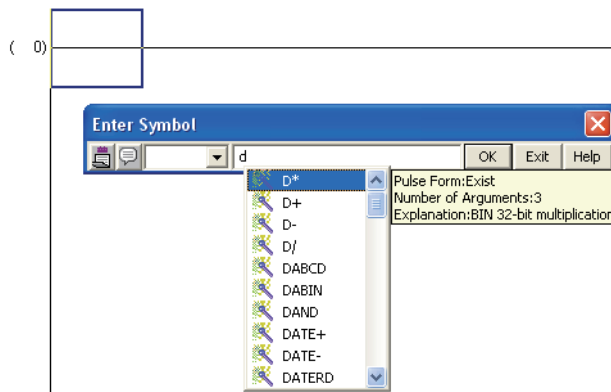 ( 0)
Enter Symbol
d
OK Exit Help
D*
D+
D-
D/
DABCD
DABIN
DAND
DATE+
DATE-
DATERD
Pulse Form:Exist
Number of Arguments:3
Explanation:BIN 32-bit multiplication